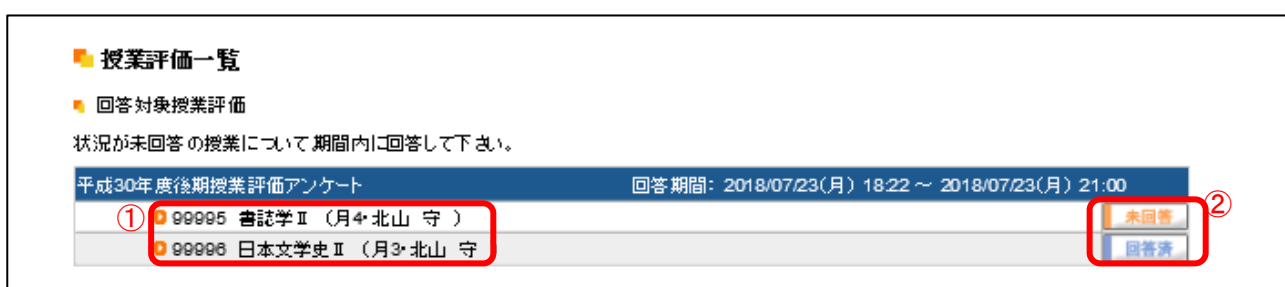 授業評価一覧
回答対象授業評価
状況が未回答の授業について期間内に回答して下さい。
平成30年度後期授業評価アンケート 回答期間: 2018/07/23(月) 18:22 ~ 2018/07/23(月) 21:00
① 99995 書誌学Ⅱ (月4・北山 守 ) 未回答 ②
99996 日本文学史Ⅱ (月3・北山 守 ) 回答済